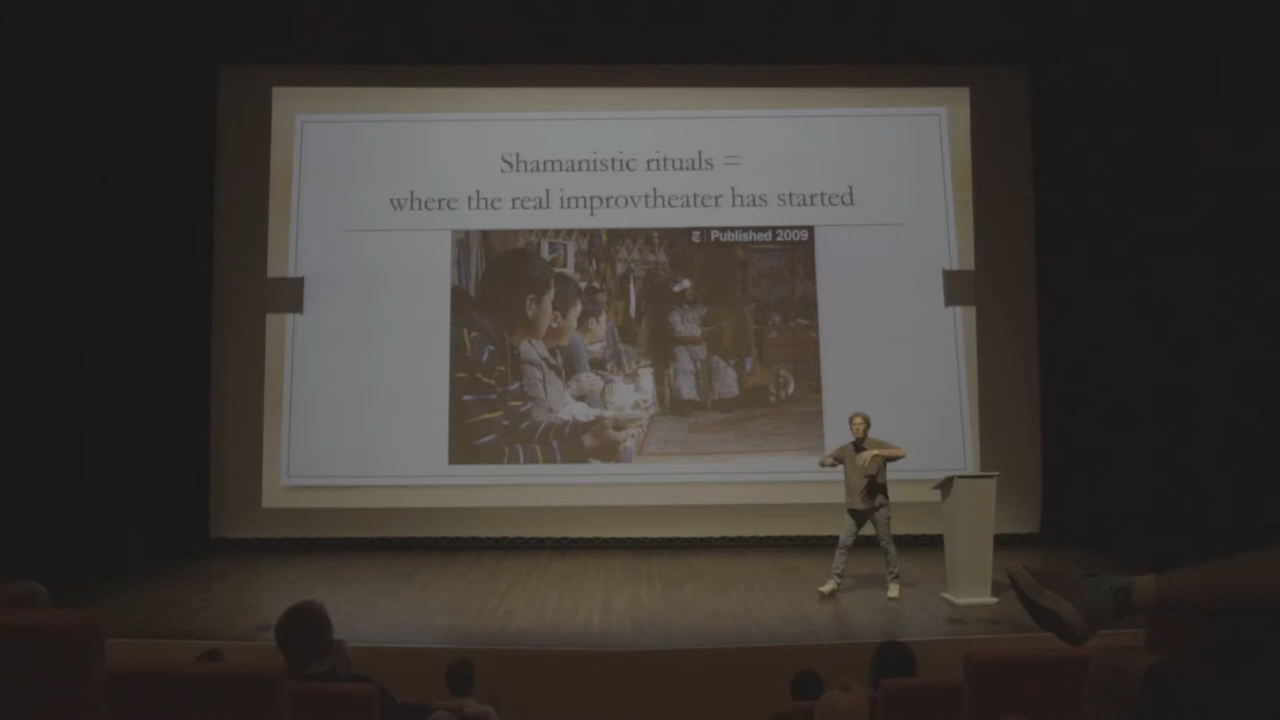 Shamanistic rituals =
where the real improvtheater has started
Published 2009